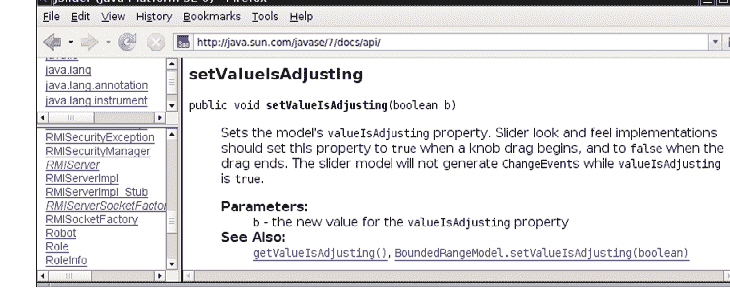 File Edit View History Bookmarks Tools Help
http://java.sun.com/javase/7/docs/api/
java.lang
java.lang.annotation
java.lang.instrument
RMISecurityException
RMISecurityManager
RMIServer
RMIServerImpl
RMIServerImpl_Stub
RMIServerSocketFactor
RMISocketFactory
Robot
Role
RoleInfo
setValueIsAdjusting
public void setValueIsAdjusting(boolean b)
Sets the model's valueIsAdjusting property. Slider look and feel implementations
should set this property to true when a knob drag begins, and to false when the
drag ends. The slider model will not generate ChangeEvents while valueIsAdjusting
is true.
Parameters:
b - the new value for the valueIsAdjusting property
See Also:
getValueIsAdjusting(), BoundedRangeModel.setValueIsAdjusting(boolean)